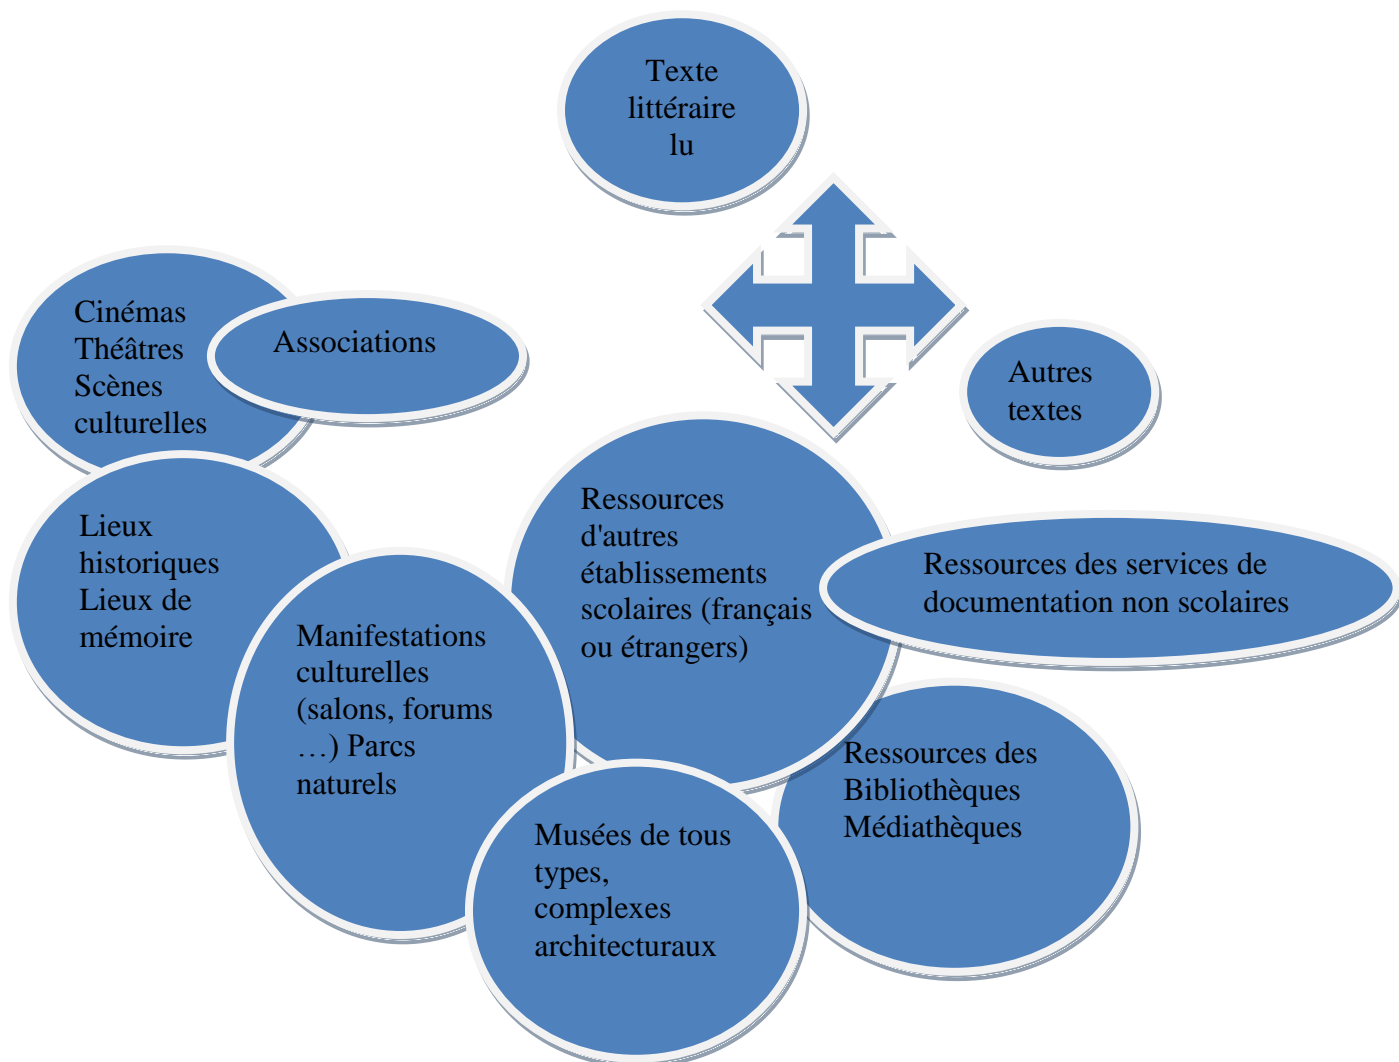 Texte
littéraire
lu
Cinémas
Théâtres
Scènes
culturelles
Associations
Autres
textes
Lieux
historiques
Lieux de
mémoire
Manifestations
culturelles
(salons, forums
…) Parcs
naturels
Ressources
d'autres
établissements
scolaires (français
ou étrangers)
Ressources des services de
documentation non scolaires
Musées de tous
types,
complexes
architecturaux
Ressources des
Bibliothèques
Médiathèques